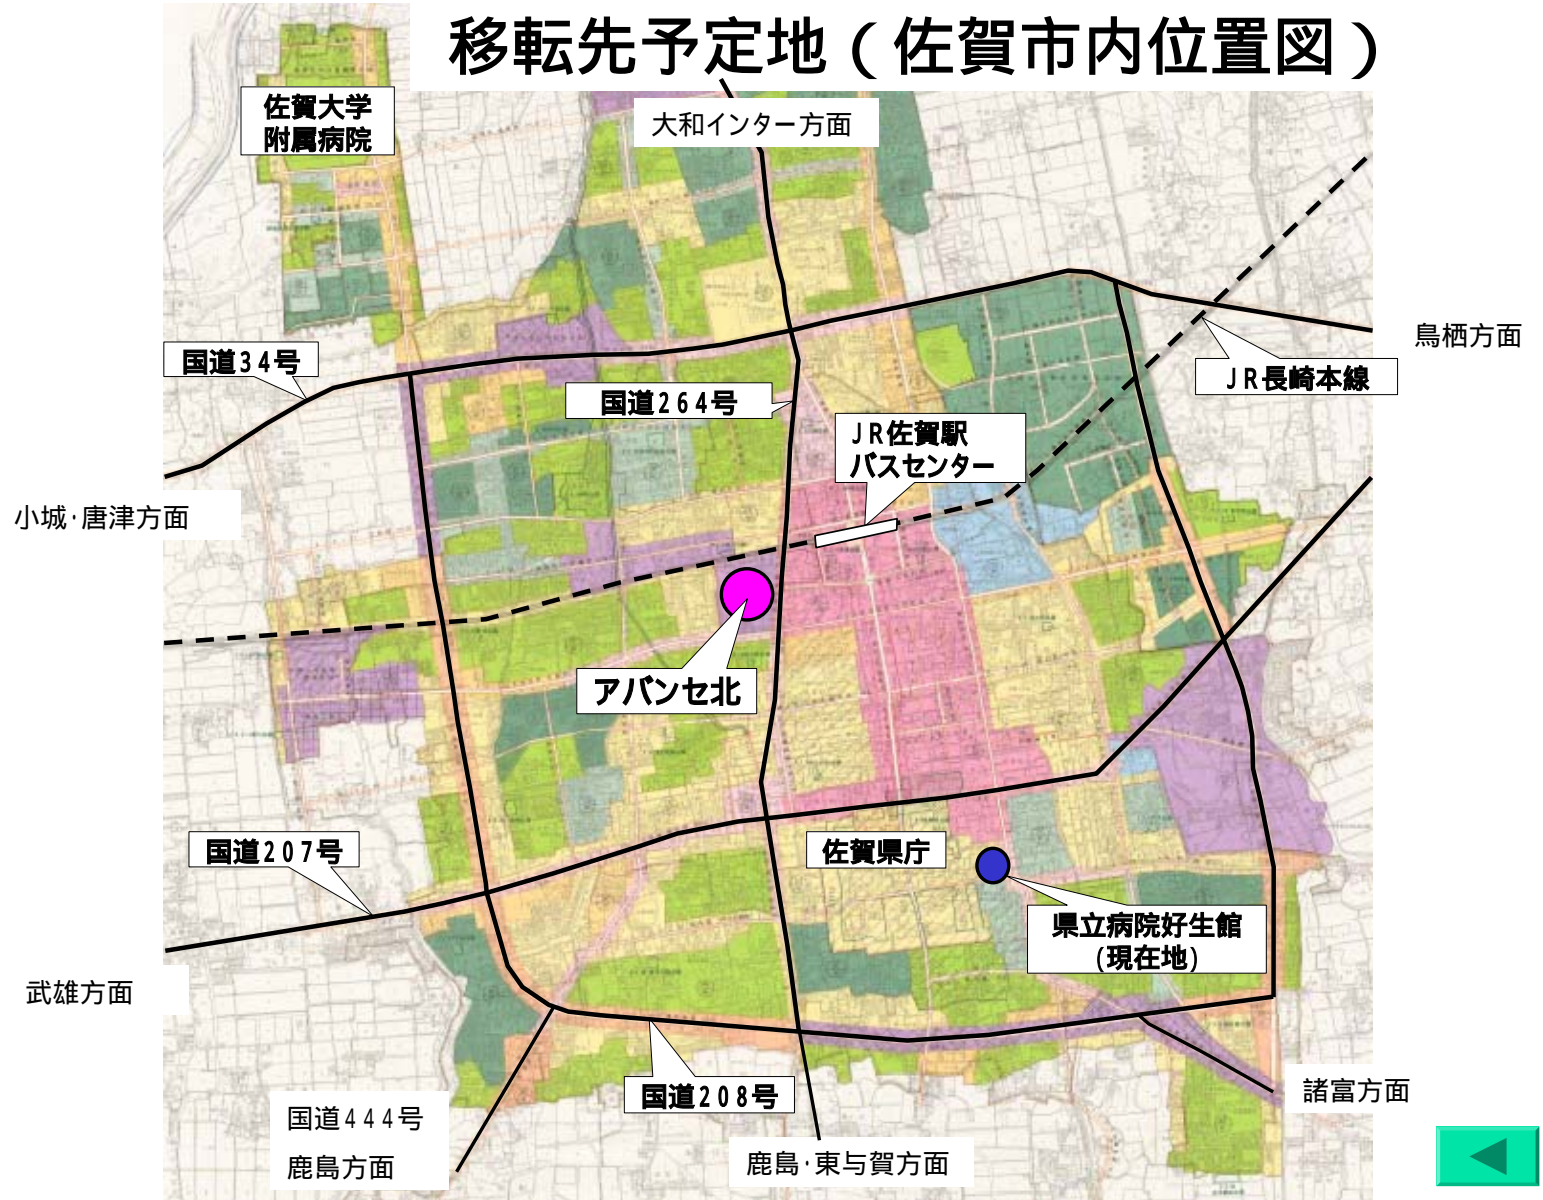 移転先予定地（佐賀市内位置図）
佐賀大学
附属病院
大和インター方面
鳥栖方面
国道34号
JR長崎本線
国道264号
JR佐賀駅
バスセンター
小城･唐津方面
アバンセ北
国道207号
佐賀県庁
県立病院好生館
(現在地)
武雄方面
国道208号
諸富方面
国道444号
鹿島方面
鹿島･東与賀方面